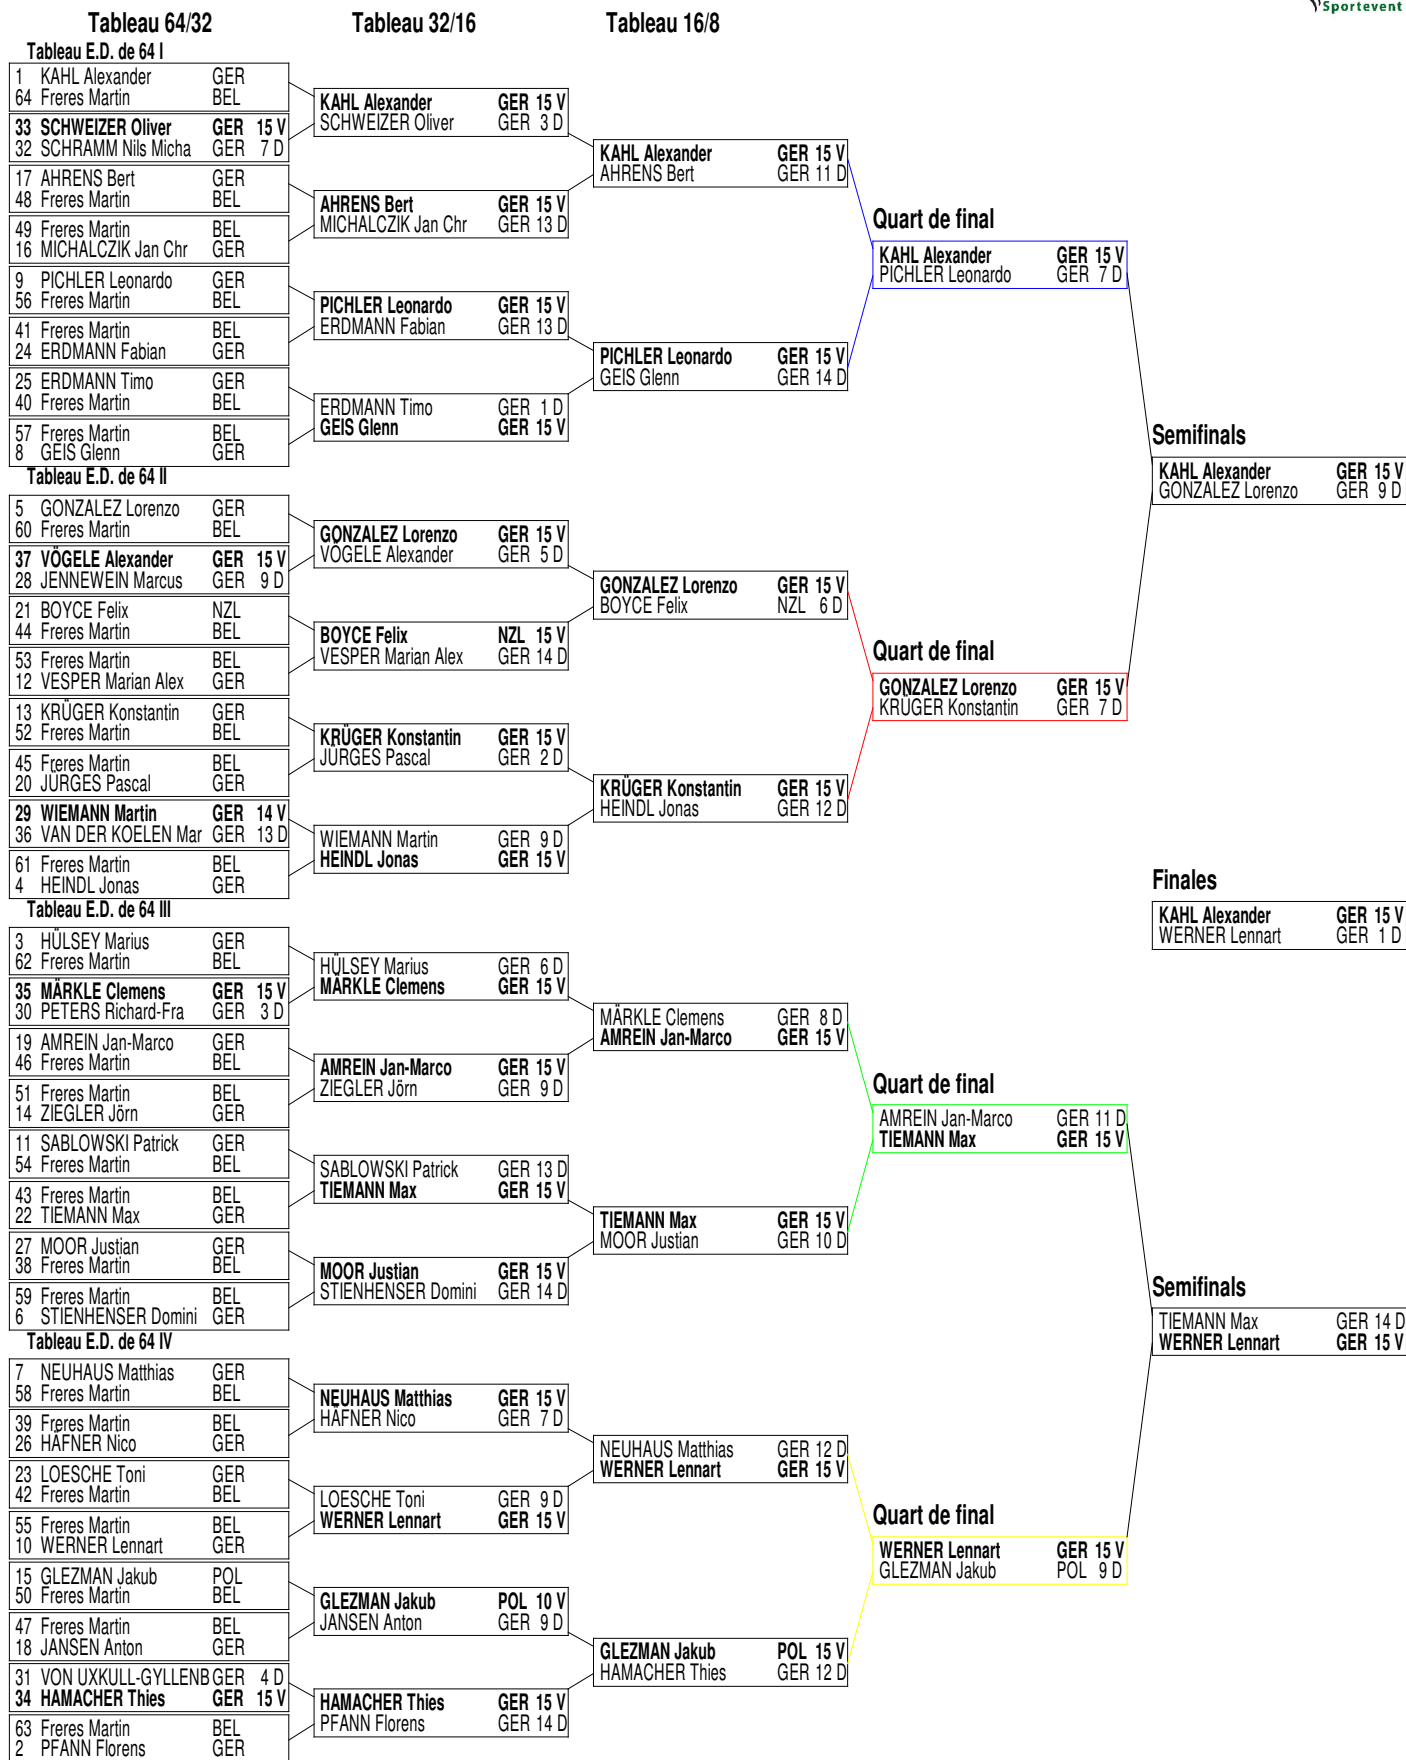 Sportevent
Tableau 64/32 Tableau 32/16 Tableau 16/8
Tableau E.D. de 64 I
1 KAHL Alexander GER
64 Freres Martin BEL
33 SCHWEIZER Oliver GER 15 V
32 SCHRAMM Nils Micha GER 7 D
17 AHRENS Bert GER
48 Freres Martin BEL
49 Freres Martin BEL
16 MICHALCZIK Jan Chr GER
9 PICHLER Leonardo GER
56 Freres Martin BEL
41 Freres Martin BEL
24 ERDMANN Fabian GER
25 ERDMANN Timo GER
40 Freres Martin BEL
57 Freres Martin BEL
8 GEIS Glenn GER
Tableau E.D. de 64 II
5 GONZALEZ Lorenzo GER
60 Freres Martin BEL
37 VÖGELE Alexander GER 15 V
28 JENNEWEIN Marcus GER 9 D
21 BOYCE Felix NZL
44 Freres Martin BEL
53 Freres Martin BEL
12 VESPER Marian Alex GER
13 KRÜGER Konstantin GER
52 Freres Martin BEL
45 Freres Martin BEL
20 JÜRGES Pascal GER
29 WIEMANN Martin GER 14 V
36 VAN DER KOELEN Mar GER 13 D
61 Freres Martin BEL
4 HEINDL Jonas GER
Tableau E.D. de 64 III
3 HÜLSEY Marius GER
62 Freres Martin BEL
35 MÄRKLE Clemens GER 15 V
30 PETERS Richard-Fra GER 3 D
19 AMREIN Jan-Marco GER
46 Freres Martin BEL
51 Freres Martin BEL
14 ZIEGLER Jörn GER
11 SABLOWSKI Patrick GER
54 Freres Martin BEL
43 Freres Martin BEL
22 TIEMANN Max GER
27 MOOR Justian GER
38 Freres Martin BEL
59 Freres Martin BEL
6 STIENHENSER Domini GER
Tableau E.D. de 64 IV
7 NEUHAUS Matthias GER
58 Freres Martin BEL
39 Freres Martin BEL
26 HÄFNER Nico GER
23 LOESCHE Toni GER
42 Freres Martin BEL
55 Freres Martin BEL
10 WERNER Lennart GER
15 GLEZMAN Jakub POL
50 Freres Martin BEL
47 Freres Martin BEL
18 JANSEN Anton GER
31 VON UXKULL-GYLLENB GER 4 D
34 HAMACHER Thies GER 15 V
63 Freres Martin BEL
2 PFANN Florens GER
KAHL Alexander GER 15 V
SCHWEIZER Oliver GER 3 D
AHRENS Bert GER 15 V
MICHALCZIK Jan Chr GER 13 D
PICHLER Leonardo GER 15 V
ERDMANN Fabian GER 13 D
ERDMANN Timo GER 1 D
GEIS Glenn GER 15 V
GONZALEZ Lorenzo GER 15 V
VÖGELE Alexander GER 5 D
BOYCE Felix NZL 15 V
VESPER Marian Alex GER 14 D
KRÜGER Konstantin GER 15 V
JÜRGES Pascal GER 2 D
WIEMANN Martin GER 9 D
HEINDL Jonas GER 15 V
HÜLSEY Marius GER 6 D
MÄRKLE Clemens GER 15 V
AMREIN Jan-Marco GER 15 V
ZIEGLER Jörn GER 9 D
SABLOWSKI Patrick GER 13 D
TIEMANN Max GER 15 V
MOOR Justian GER 15 V
STIENHENSER Domini GER 14 D
NEUHAUS Matthias GER 15 V
HÄFNER Nico GER 7 D
LOESCHE Toni GER 9 D
WERNER Lennart GER 15 V
GLEZMAN Jakub POL 10 V
JANSEN Anton GER 9 D
HAMACHER Thies GER 15 V
PFANN Florens GER 14 D
KAHL Alexander GER 15 V
AHRENS Bert GER 11 D
PICHLER Leonardo GER 15 V
GEIS Glenn GER 14 D
GONZALEZ Lorenzo GER 15 V
BOYCE Felix NZL 6 D
KRÜGER Konstantin GER 15 V
HEINDL Jonas GER 12 D
MÄRKLE Clemens GER 8 D
AMREIN Jan-Marco GER 15 V
TIEMANN Max GER 15 V
MOOR Justian GER 10 D
NEUHAUS Matthias GER 12 D
WERNER Lennart GER 15 V
GLEZMAN Jakub POL 15 V
HAMACHER Thies GER 12 D
Quart de final
KAHL Alexander GER 15 V
PICHLER Leonardo GER 7 D
Quart de final
GONZALEZ Lorenzo GER 15 V
KRÜGER Konstantin GER 7 D
Quart de final
AMREIN Jan-Marco GER 11 D
TIEMANN Max GER 15 V
Quart de final
WERNER Lennart GER 15 V
GLEZMAN Jakub POL 9 D
Semifinals
KAHL Alexander GER 15 V
GONZALEZ Lorenzo GER 9 D
Finales
KAHL Alexander GER 15 V
WERNER Lennart GER 1 D
Semifinals
TIEMANN Max GER 14 D
WERNER Lennart GER 15 V